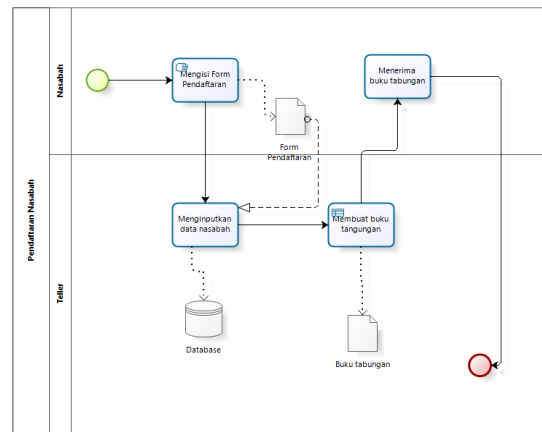 Pendaftaran Nasabah
Nasabah
Mengisi Form
Pendaftaran
Menerima
buku tabungan
Form
Pendaftaran
Teller
Menginputkan
data nasabah
Membuat buku
tangungan
Database
Buku tabungan